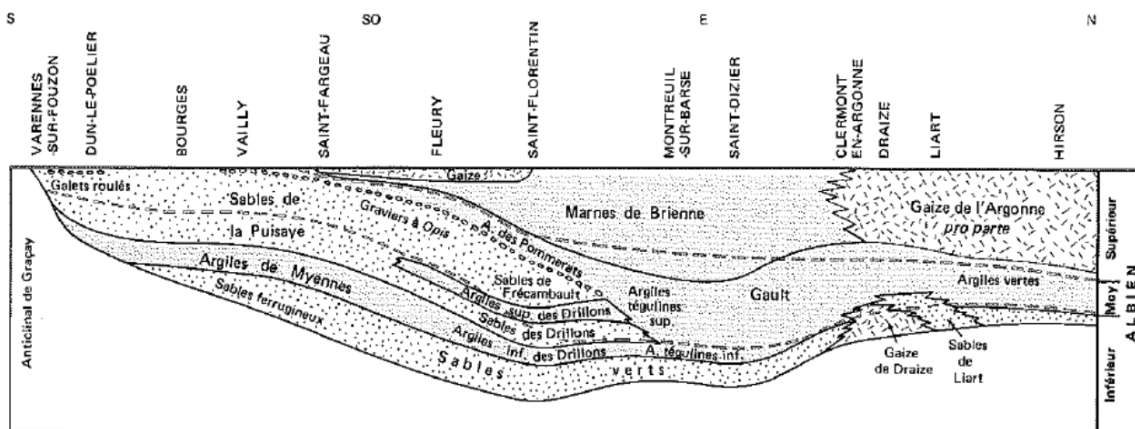 S
SO
E
N
VARENNES
-SUR-FOUZON
DUN-LE-POELIER
BOURGES
VAILLY
SAINT-FARGEAU
FLEURY
SAINT-FLORENTIN
MONTREUIL
-SUR-BARSE
SAINT-DIZIER
CLERMONT
EN-ARGONNE
DRAIZE
LIART
HIRSON
Galets roulés
Sables de
la Puisaye
Graviers à Opis
Gaize
A. des Pommerats
Marnes de Brienne
Gaize de l'Argonne
pro parte
Argiles de Myennes
Sables ferrugineux
Sables de
Frécambault
Argiles sup. des Drillons
Sables
des Drillons
Argiles inf. des Drillons
Argiles
tégulines
sup.
Gault
Argiles vertes
A. tégulines inf.
Sables verts
Gaize
de Draize
Sables
de
Liart
Anticlinal de Graçay
Supérieur
Moy.
Inférieur
ALBIEN